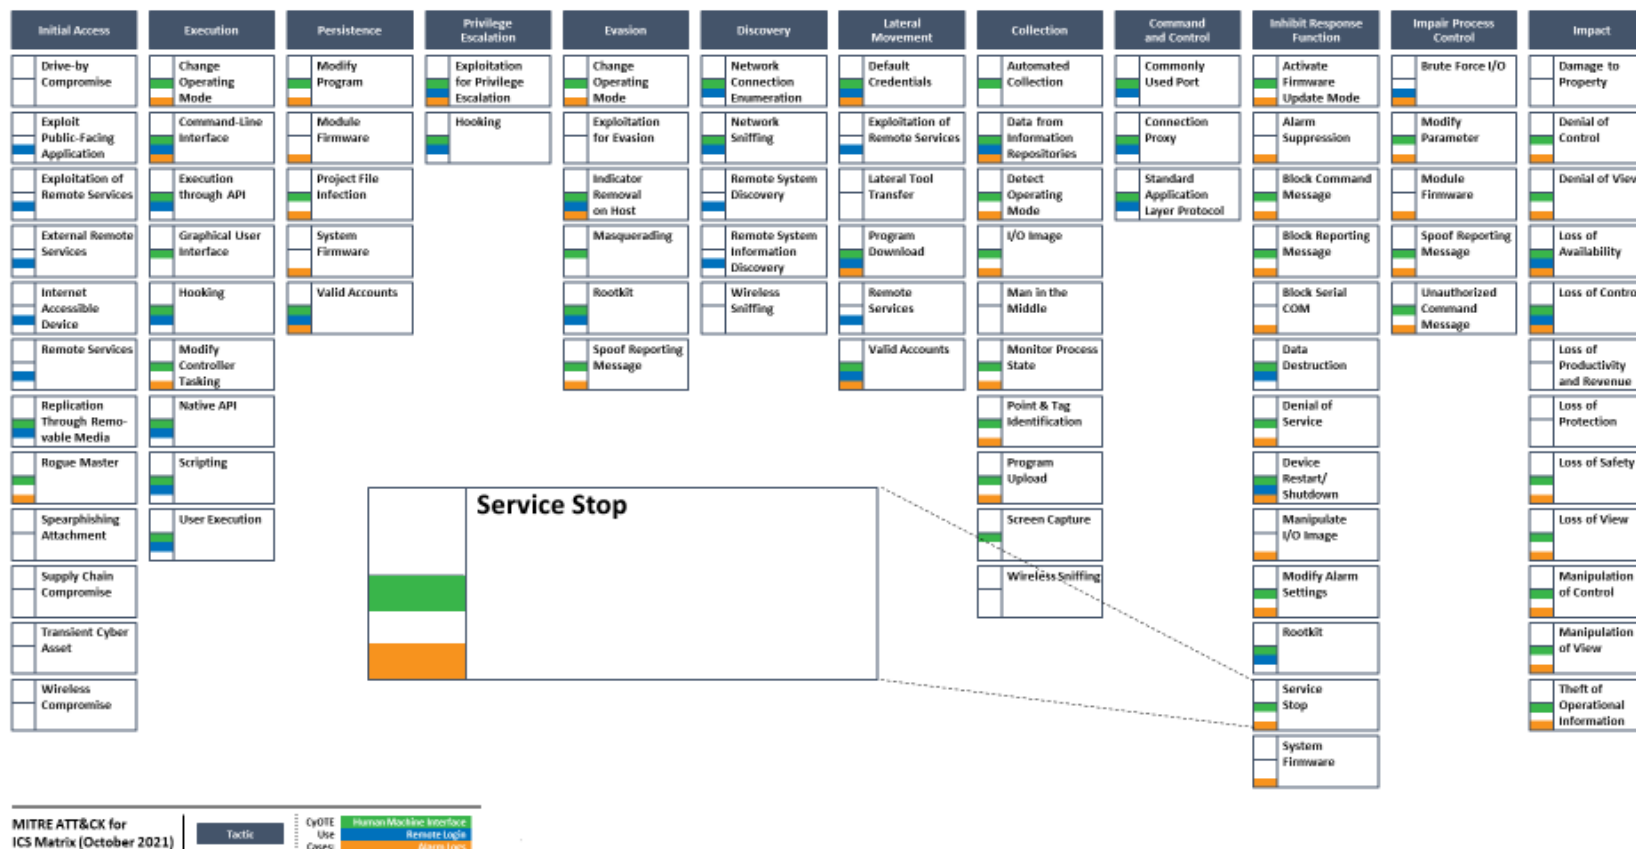 Initial Access
Execution
Persistence
Privilege
Escalation
Evasion
Discovery
Lateral
Movement
Collection
Command
and Control
Inhibit Response
Function
Impair Process
Control
Impact
Drive-by
Compromise
Exploit
Public-Facing
Application
Exploitation of
Remote Services
External Remote
Services
Internet
Accessible
Device
Remote Services
Replication
Through Remo-
vable Media
Rogue Master
Spearphishing
Attachment
Supply Chain
Compromise
Transient Cyber
Asset
Wireless
Compromise
Change
Operating
Mode
Command-Line
Interface
Execution
through API
Graphical User
Interface
Hooking
Modify
Controller
Tasking
Native API
Scripting
User Execution
Modify
Program
Module
Firmware
Project File
Infection
System
Firmware
Valid Accounts
Exploitation
for Privilege
Escalation
Hooking
Change
Operating
Mode
Exploitation
for Evasion
Indicator
Removal
on Host
Masquerading
Rootkit
Spoof Reporting
Message
Network
Connection
Enumeration
Network
Sniffing
Remote System
Discovery
Remote System
Information
Discovery
Wireless
Sniffing
Default
Credentials
Exploitation of
Remote Services
Lateral Tool
Transfer
Program
Download
Remote
Services
Valid Accounts
Automated
Collection
Data from
Information
Repositories
Detect
Operating
Mode
I/O Image
Man in the
Middle
Monitor Process
State
Point & Tag
Identification
Program
Upload
Screen Capture
Wireless Sniffing
Commonly
Used Port
Connection
Proxy
Standard
Application
Layer Protocol
Activate
Firmware
Update Mode
Alarm
Suppression
Block Command
Message
Block Reporting
Message
Block Serial
COM
Data
Destruction
Denial of
Service
Device
Restart/
Shutdown
Manipulate
I/O Image
Modify Alarm
Settings
Rootkit
Service
Stop
System
Firmware
Brute Force I/O
Modify
Parameter
Module
Firmware
Spoof Reporting
Message
Unauthorized
Command
Message
Damage to
Property
Denial of
Control
Denial of View
Loss of
Availability
Loss of Contro
Loss of
Productivity
and Revenue
Loss of
Protection
Loss of Safety
Loss of View
Manipulation
of Control
Manipulation
of View
Theft of
Operational
Information
Service Stop
MITRE ATT&CK for
ICS Matrix (October 2021)
Tactic
CyOTE
Use
Cases:
Human Machine Interface
Remote Login
Alarm Logs